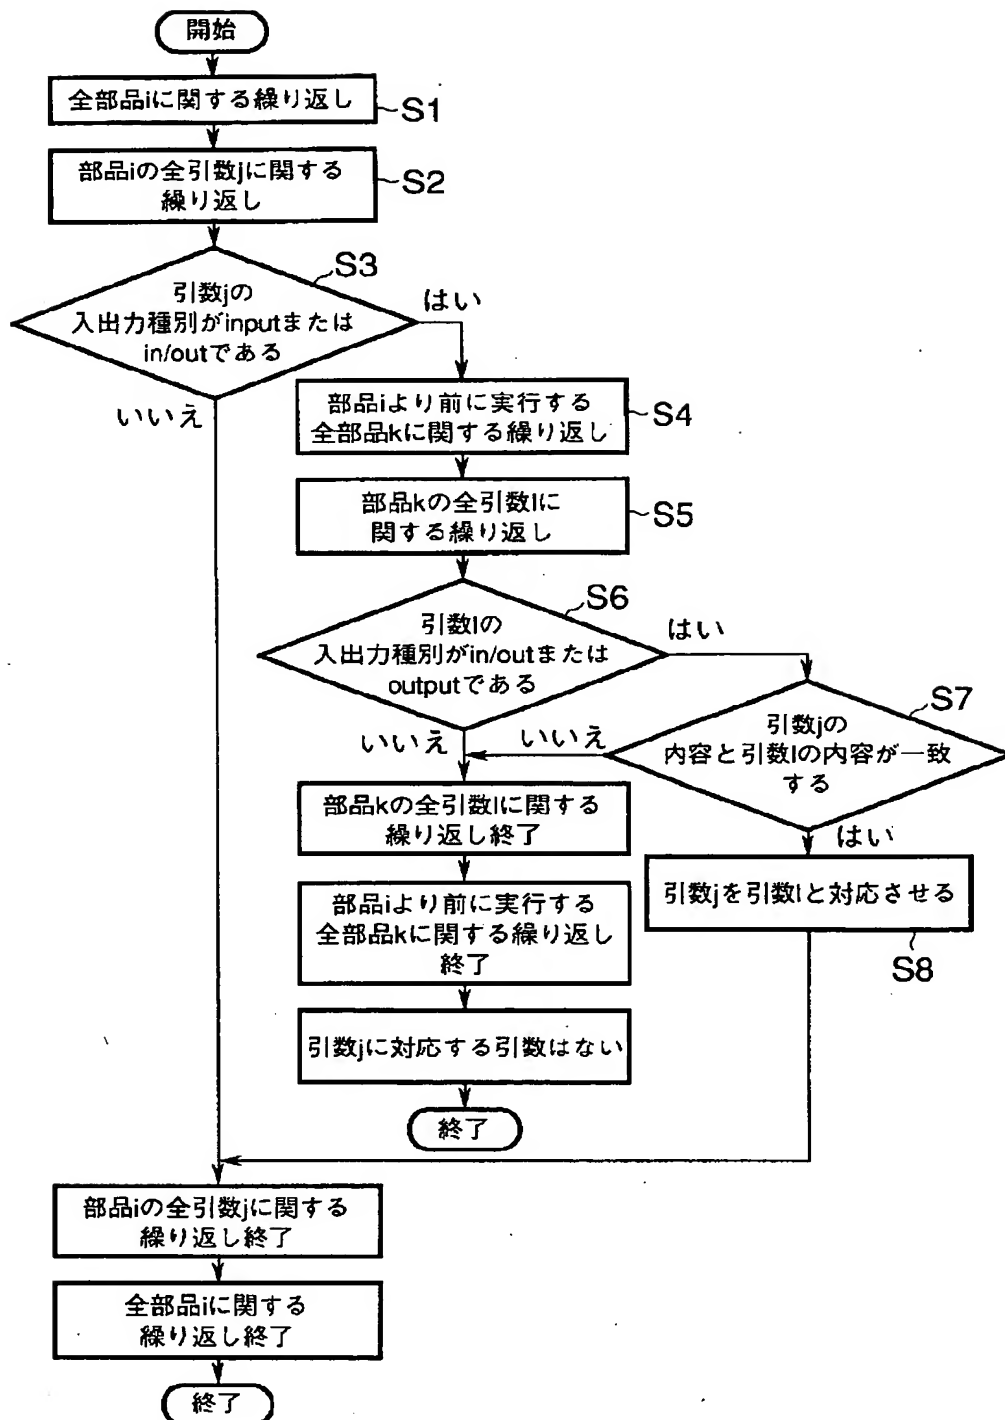 開始
全部品iに関する繰り返し
S1
部品iの全引数jに関する
繰り返し
S2
S3
引数jの
入出力種別がinputまたは
in/outである
はい
いいえ
部品iより前に実行する
全部品kに関する繰り返し
S4
部品kの全引数lに
関する繰り返し
S5
S6
引数lの
入出力種別がin/outまたは
outputである
はい
いいえ
S7
引数jの
内容と引数lの内容が一致
する
いいえ
はい
部品kの全引数lに関する
繰り返し終了
引数jを引数lと対応させる
S8
部品iより前に実行する
全部品kに関する繰り返し
終了
引数jに対応する引数はない
終了
部品iの全引数jに関する
繰り返し終了
全部品iに関する
繰り返し終了
終了